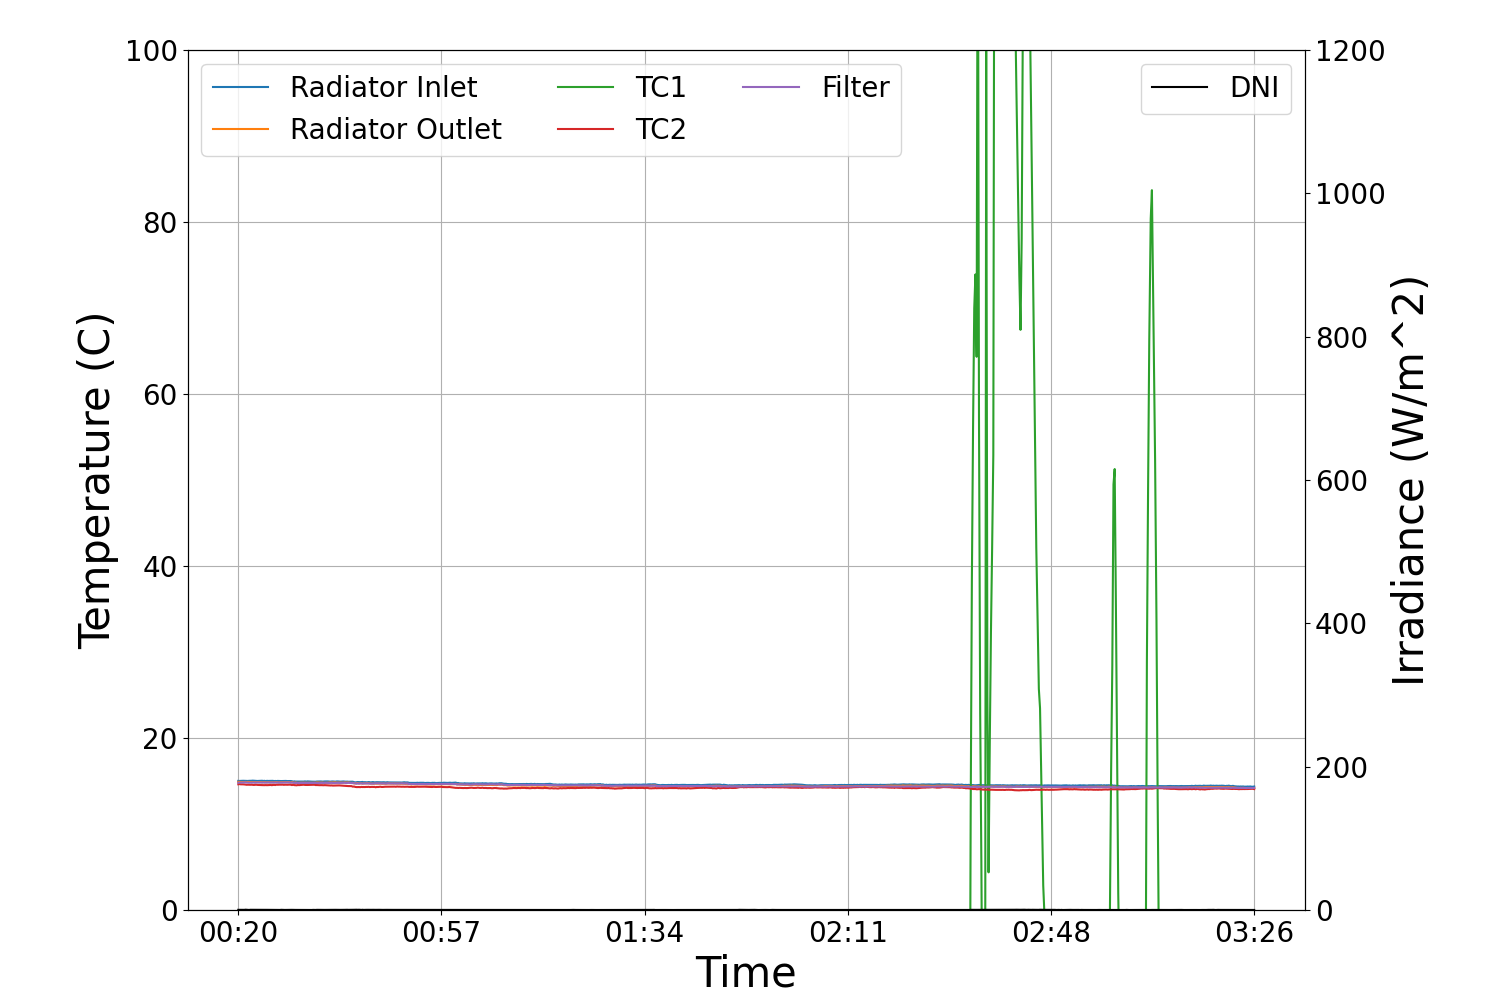 100
80
60
40
20
0
Temperature (C)
Radiator Inlet
Radiator Outlet
TC1
TC2
Filter
DNI
1200
1000
800
600
400
200
0
Irradiance (W/m^2)
00:20
00:57
01:34
02:11
02:48
03:26
Time